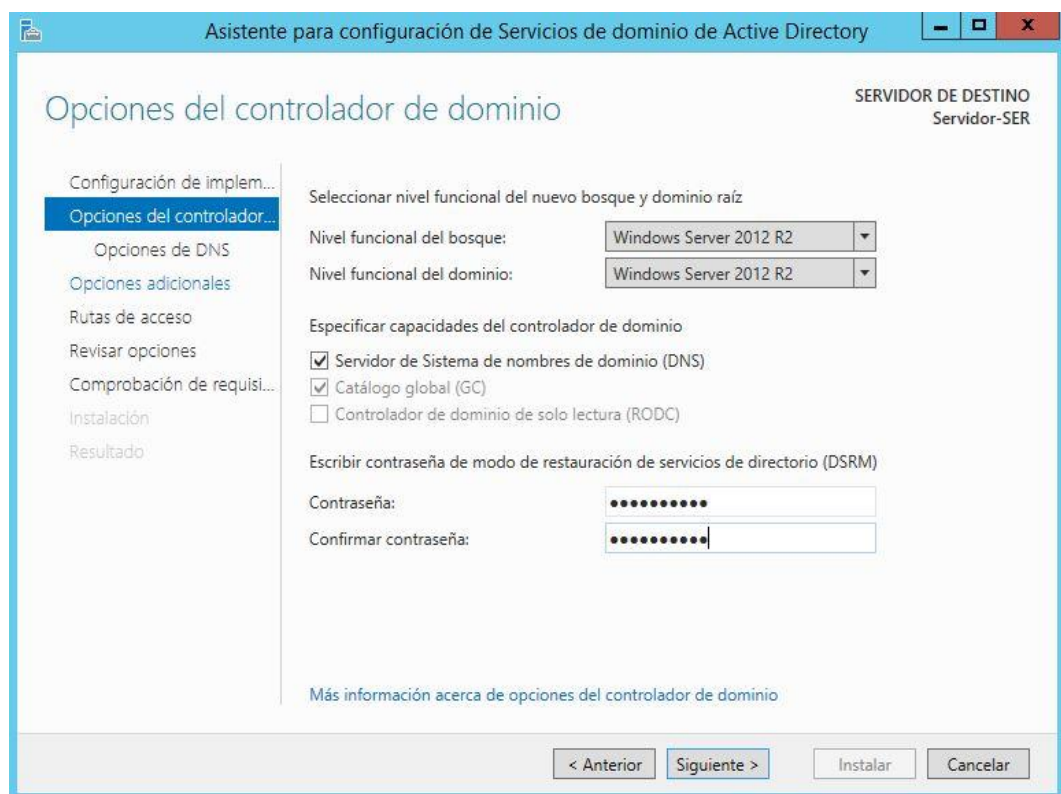 Asistente para configuración de Servicios de dominio de Active Directory
Opciones del controlador de dominio
SERVIDOR DE DESTINO
Servidor-SER
Configuración de implem...
Opciones del controlador...
Opciones de DNS
Opciones adicionales
Rutas de acceso
Revisar opciones
Comprobación de requisi...
Instalación
Resultado
Seleccionar nivel funcional del nuevo bosque y dominio raíz
Nivel funcional del bosque: Windows Server 2012 R2
Nivel funcional del dominio: Windows Server 2012 R2
Especificar capacidades del controlador de dominio
Servidor de Sistema de nombres de dominio (DNS)
Catálogo global (GC)
Controlador de dominio de solo lectura (RODC)
Escribir contraseña de modo de restauración de servicios de directorio (DSRM)
Contraseña: ●●●●●●●●●●
Confirmar contraseña: ●●●●●●●●●●
Más información acerca de opciones del controlador de dominio
< Anterior Siguiente > Instalar Cancelar